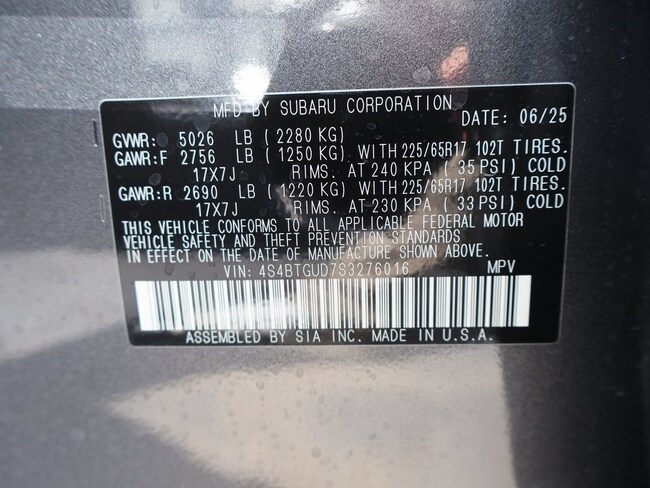 MFD BY SUBARU CORPORATION DATE: 06/25
GVWR: 5026 LB (2280 KG)
GAWR:F 2756 LB (1250 KG) WITH 225/65R17 102T TIRES.
17X7J RIMS. AT 240 KPA (35 PSI) COLD
GAWR:R 2690 LB (1220 KG) WITH 225/65R17 102T TIRES.
17X7J RIMS. AT 230 KPA (33 PSI) COLD
THIS VEHICLE CONFORMS TO ALL APPLICABLE FEDERAL MOTOR
VEHICLE SAFETY AND THEFT PREVENTION STANDARDS
IN EFFECT ON THE DATE OF MANUFACTURE SHOWN ABOVE.
VIN: 4S4BTGUD7S3276016 MPV
ASSEMBLED BY SIA INC. MADE IN U.S.A.